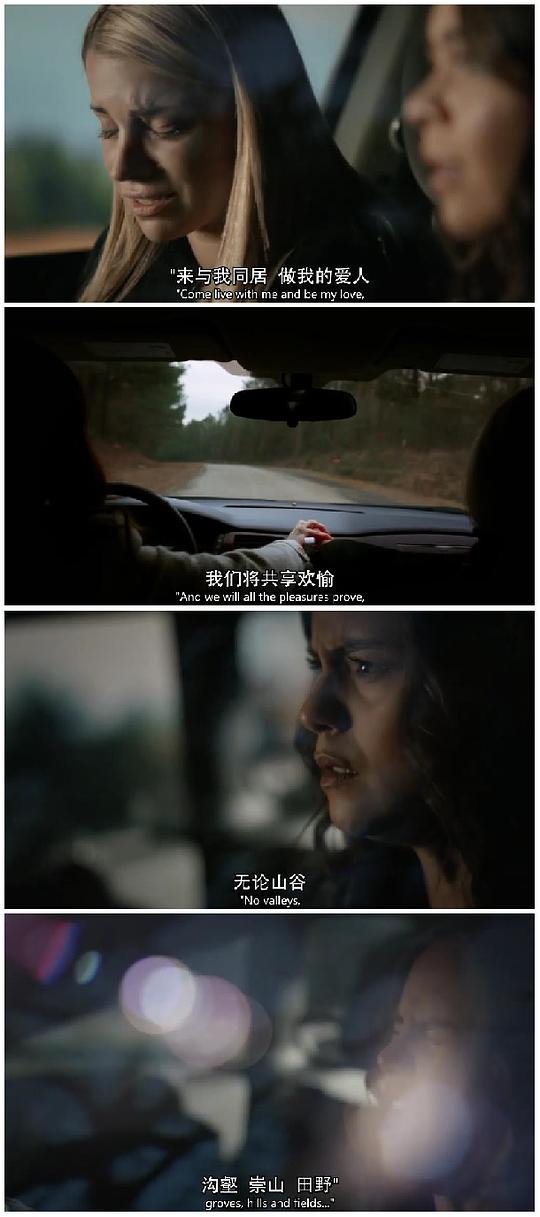 "来与我同居 做我的爱人
"Come live with me and be my love,
我们将共享欢愉
"And we will all the pleasures prove,
无论山谷
"No valleys.
沟壑 崇山 田野"
groves, hills and fields..."